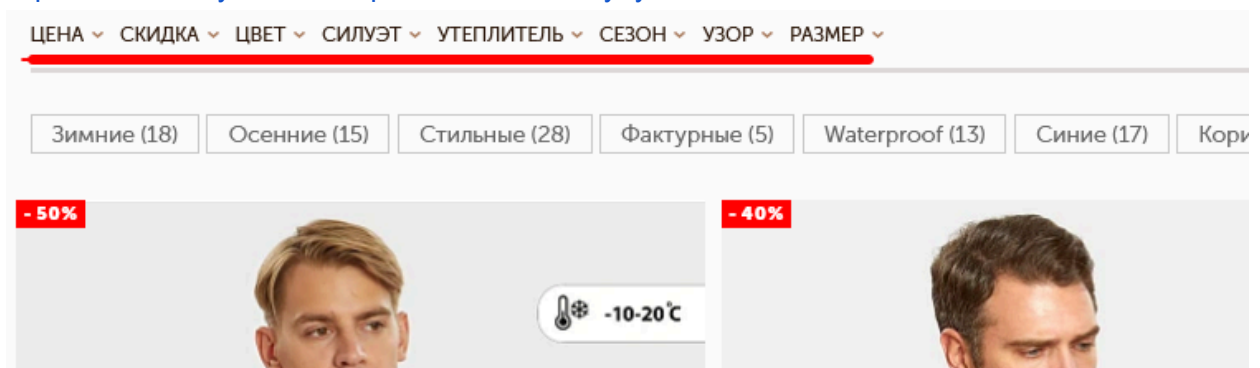 ЦЕНА СКИДКА ЦВЕТ СИЛУЭТ УТЕПЛИТЕЛЬ СЕЗОН УЗОР РАЗМЕР
Зимние (18) Осенние (15) Стильные (28) Фактурные (5) Waterproof (13) Синие (17)
- 50% - 40%
-10-20°C